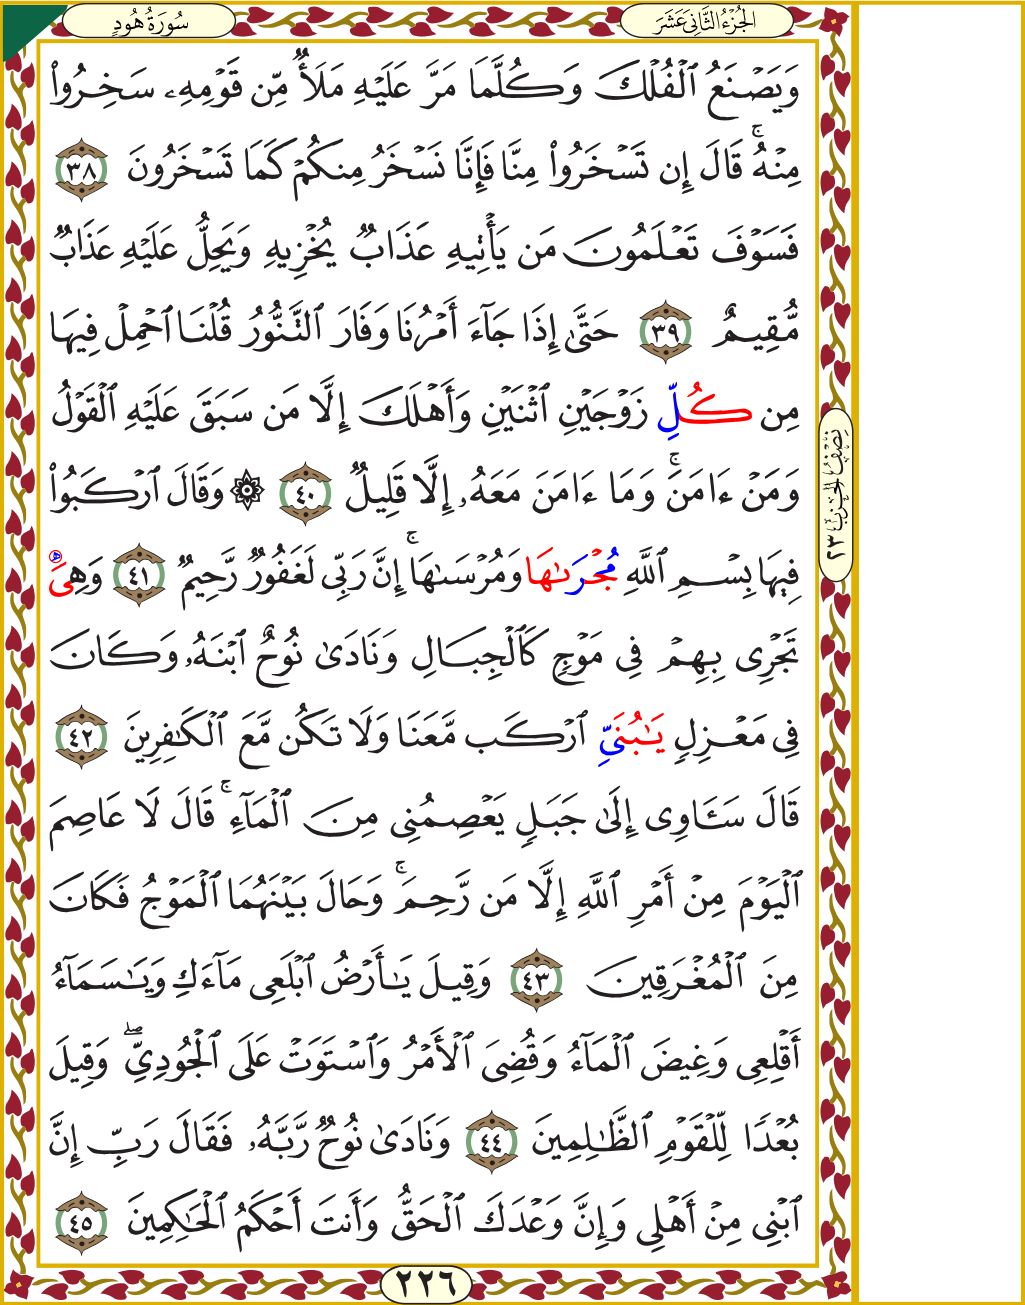 الجُزْءُ الثَّانِي عَشَرَ
سُورَةُ هُودٍ
وَيَصْنَعُ ٱلْفُلْكَ وَكُلَّمَا مَرَّ عَلَيْهِ مَلَأٌ مِّن قَوْمِهِۦ سَخِرُوا۟
مِنْهُ ۚ قَالَ إِن تَسْخَرُوا۟ مِنَّا فَإِنَّا نَسْخَرُ مِنكُمْ كَمَا تَسْخَرُونَ ٣٨
فَسَوْفَ تَعْلَمُونَ مَن يَأْتِيهِ عَذَابٌ يُخْزِيهِ وَيَحِلُّ عَلَيْهِ عَذَابٌ
مُّقِيمٌ ٣٩ حَتَّىٰ إِذَا جَآءَ أَمْرُنَا وَفَارَ ٱلتَّنُّورُ قُلْنَا ٱحْمِلْ فِيهَا
مِن كُلِّ زَوْجَيْنِ ٱثْنَيْنِ وَأَهْلَكَ إِلَّا مَن سَبَقَ عَلَيْهِ ٱلْقَوْلُ
وَمَنْ ءَامَنَ ۚ وَمَا ءَامَنَ مَعَهُۥ إِلَّا قَلِيلٌ ٤٠ ۞ وَقَالَ ٱرْكَبُوا۟
فِيهَا بِسْمِ ٱللَّهِ مُجْرَىٰهَا وَمُرْسَىٰهَا ۚ إِنَّ رَبِّى لَغَفُورٌ رَّحِيمٌ ٤١ وَهِىَ
تَجْرِى بِهِمْ فِى مَوْجٍ كَٱلْجِبَالِ وَنَادَىٰ نُوحٌ ٱبْنَهُۥ وَكَانَ
فِى مَعْزِلٍ يَٰبُنَىِّ ٱرْكَب مَّعَنَا وَلَا تَكُن مَّعَ ٱلْكَٰفِرِينَ ٤٢
قَالَ سَـَٔاوِى إِلَىٰ جَبَلٍ يَعْصِمُنِى مِنَ ٱلْمَآءِ ۚ قَالَ لَا عَاصِمَ
ٱلْيَوْمَ مِنْ أَمْرِ ٱللَّهِ إِلَّا مَن رَّحِمَ ۚ وَحَالَ بَيْنَهُمَا ٱلْمَوْجُ فَكَانَ
مِنَ ٱلْمُغْرَقِينَ ٤٣ وَقِيلَ يَٰٓأَرْضُ ٱبْلَعِى مَآءَكِ وَيَٰسَمَآءُ
أَقْلِعِى وَغِيضَ ٱلْمَآءُ وَقُضِىَ ٱلْأَمْرُ وَٱسْتَوَتْ عَلَى ٱلْجُودِىِّ ۖ وَقِيلَ
بُعْدًا لِّلْقَوْمِ ٱلظَّٰلِمِينَ ٤٤ وَنَادَىٰ نُوحٌ رَّبَّهُۥ فَقَالَ رَبِّ إِنَّ
ٱبْنِى مِنْ أَهْلِى وَإِنَّ وَعْدَكَ ٱلْحَقُّ وَأَنتَ أَحْكَمُ ٱلْحَٰكِمِينَ ٤٥
نِصْفُ الحِزْبِ ٢٣
٢٢٦